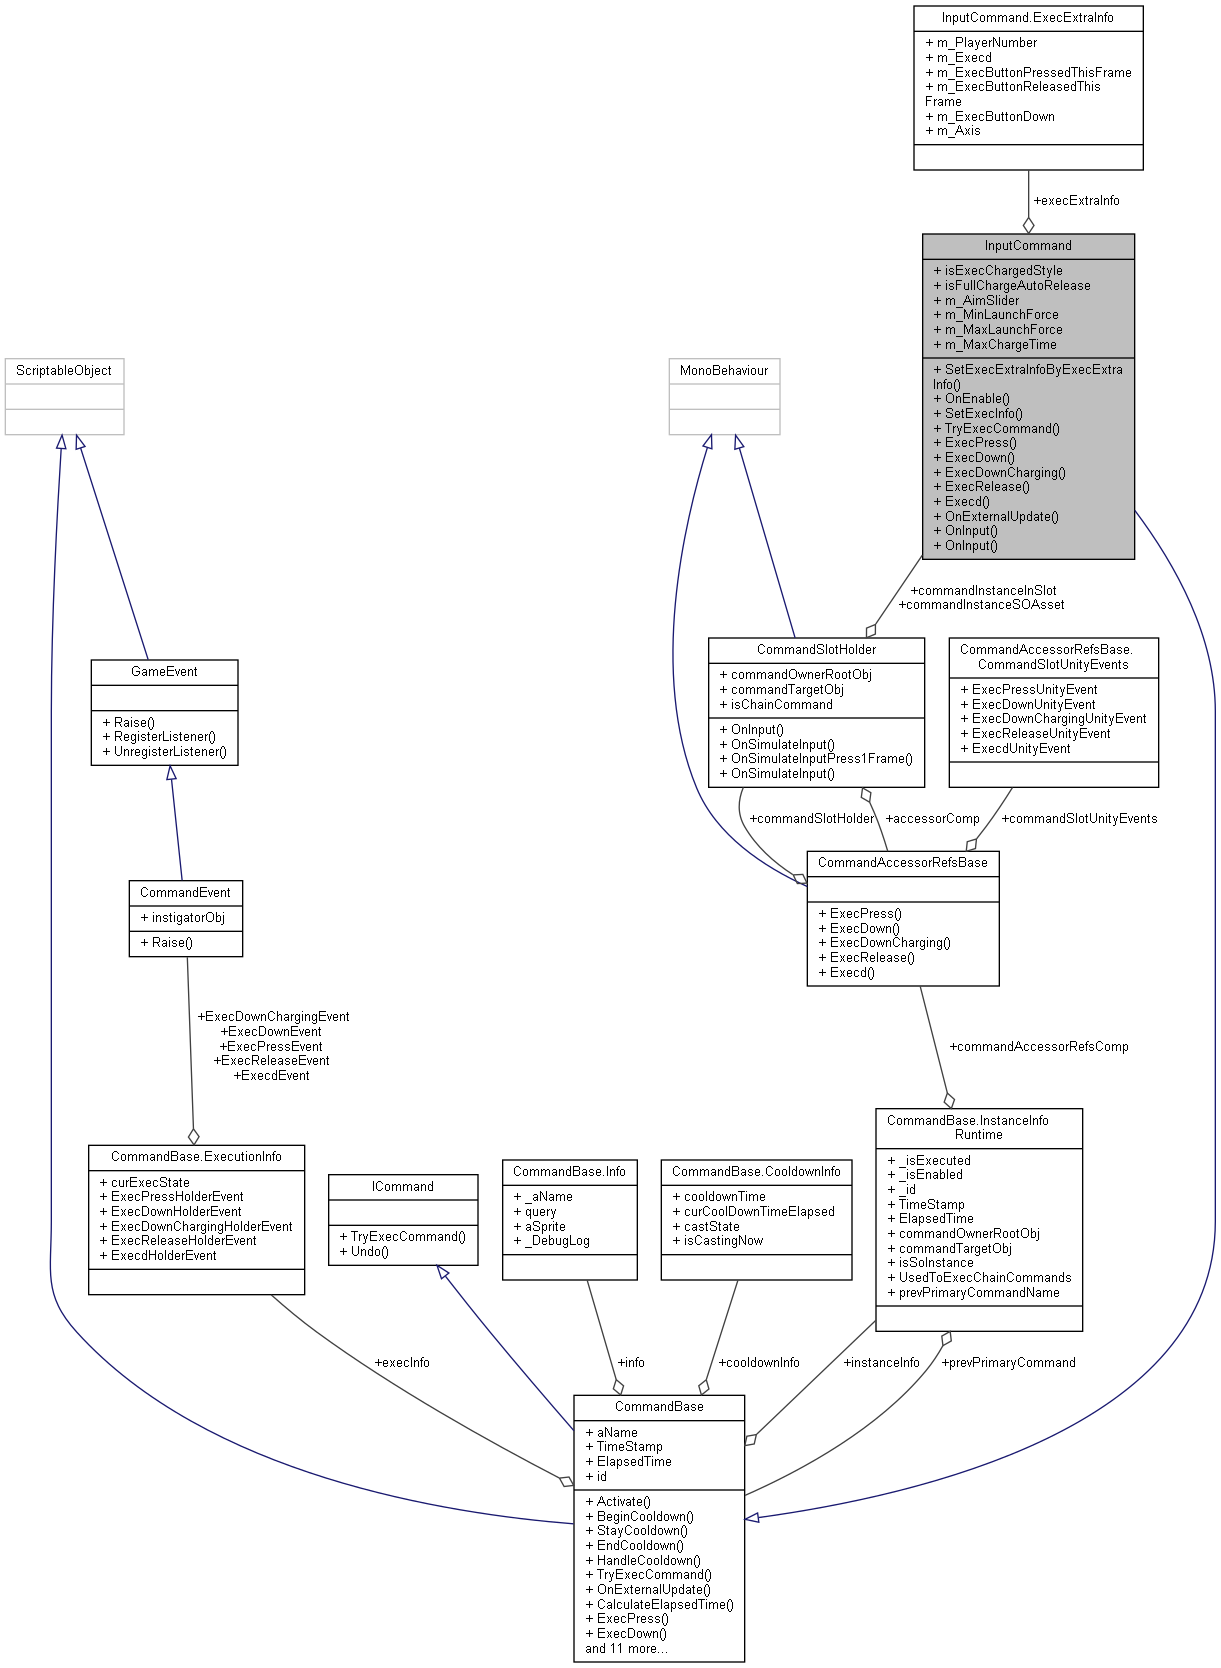 InputCommand.ExecExtraInfo
+ m_PlayerNumber
+ m_Execd
+ m_ExecButtonPressedThisFrame
+ m_ExecButtonReleasedThis
Frame
+ m_ExecButtonDown
+ m_Axis
+execExtraInfo
InputCommand
+ isExecChargedStyle
+ isFullChargeAutoRelease
+ m_AimSlider
+ m_MinLaunchForce
+ m_MaxLaunchForce
+ m_MaxChargeTime
+ SetExecExtraInfoByExecExtra
Info()
+ OnEnable()
+ SetExecInfo()
+ TryExecCommand()
+ ExecPress()
+ ExecDown()
+ ExecDownCharging()
+ ExecRelease()
+ Execd()
+ OnExternalUpdate()
+ OnInput()
+ OnInput()
ScriptableObject
MonoBehaviour
+commandInstanceInSlot
+commandInstanceSOAsset
GameEvent
+ Raise()
+ RegisterListener()
+ UnregisterListener()
CommandSlotHolder
+ commandOwnerRootObj
+ commandTargetObj
+ isChainCommand
+ OnInput()
+ OnSimulateInput()
+ OnSimulateInputPress1Frame()
+ OnSimulateInput()
CommandAccessorRefsBase.
CommandSlotUnityEvents
+ ExecPressUnityEvent
+ ExecDownUnityEvent
+ ExecDownChargingUnityEvent
+ ExecReleaseUnityEvent
+ ExecdUnityEvent
+commandSlotHolder
+accessorComp
+commandSlotUnityEvents
CommandEvent
+ instigatorObj
+ Raise()
CommandAccessorRefsBase
+ ExecPress()
+ ExecDown()
+ ExecDownCharging()
+ ExecRelease()
+ Execd()
+ExecDownChargingEvent
+ExecDownEvent
+ExecPressEvent
+ExecReleaseEvent
+ExecdEvent
+commandAccessorRefsComp
CommandBase.ExecutionInfo
+ curExecState
+ ExecPressHolderEvent
+ ExecDownHolderEvent
+ ExecDownChargingHolderEvent
+ ExecReleaseHolderEvent
+ ExecdHolderEvent
ICommand
+ TryExecCommand()
+ Undo()
CommandBase.Info
+ _aName
+ query
+ aSprite
+ _DebugLog
CommandBase.CooldownInfo
+ cooldownTime
+ curCoolDownTimeElapsed
+ castState
+ isCastingNow
CommandBase.InstanceInfo
Runtime
+ _isExecuted
+ _isEnabled
+ _id
+ TimeStamp
+ ElapsedTime
+ commandOwnerRootObj
+ commandTargetObj
+ isSoInstance
+ UsedToExecChainCommands
+ prevPrimaryCommandName
+execInfo
+info
+cooldownInfo
+instanceInfo
+prevPrimaryCommand
CommandBase
+ aName
+ TimeStamp
+ ElapsedTime
+ id
+ Activate()
+ BeginCooldown()
+ StayCooldown()
+ EndCooldown()
+ HandleCooldown()
+ TryExecCommand()
+ OnExternalUpdate()
+ CalculateElapsedTime()
+ ExecPress()
+ ExecDown()
and 11 more...